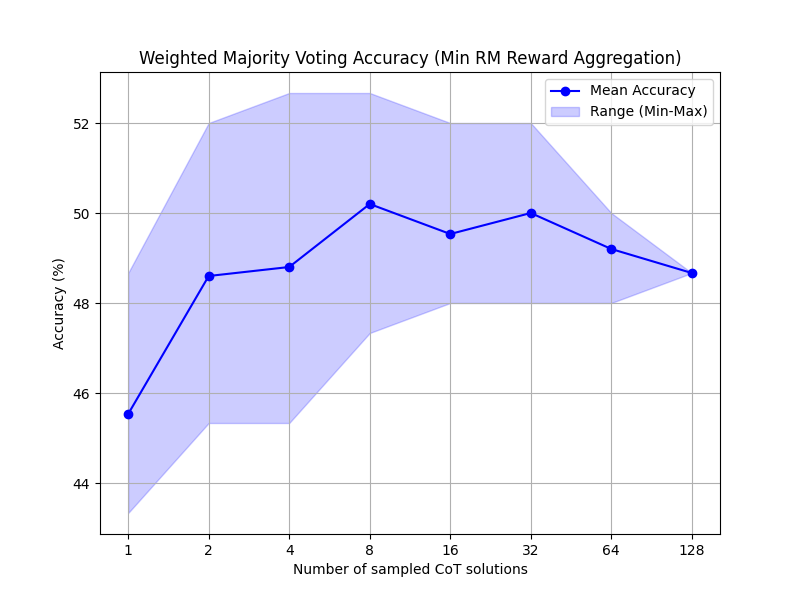 Weighted Majority Voting Accuracy (Min RM Reward Aggregation)
Mean Accuracy
Range (Min-Max)
Accuracy (%)
52
50
48
46
44
1 2 4 8 16 32 64 128
Number of sampled CoT solutions